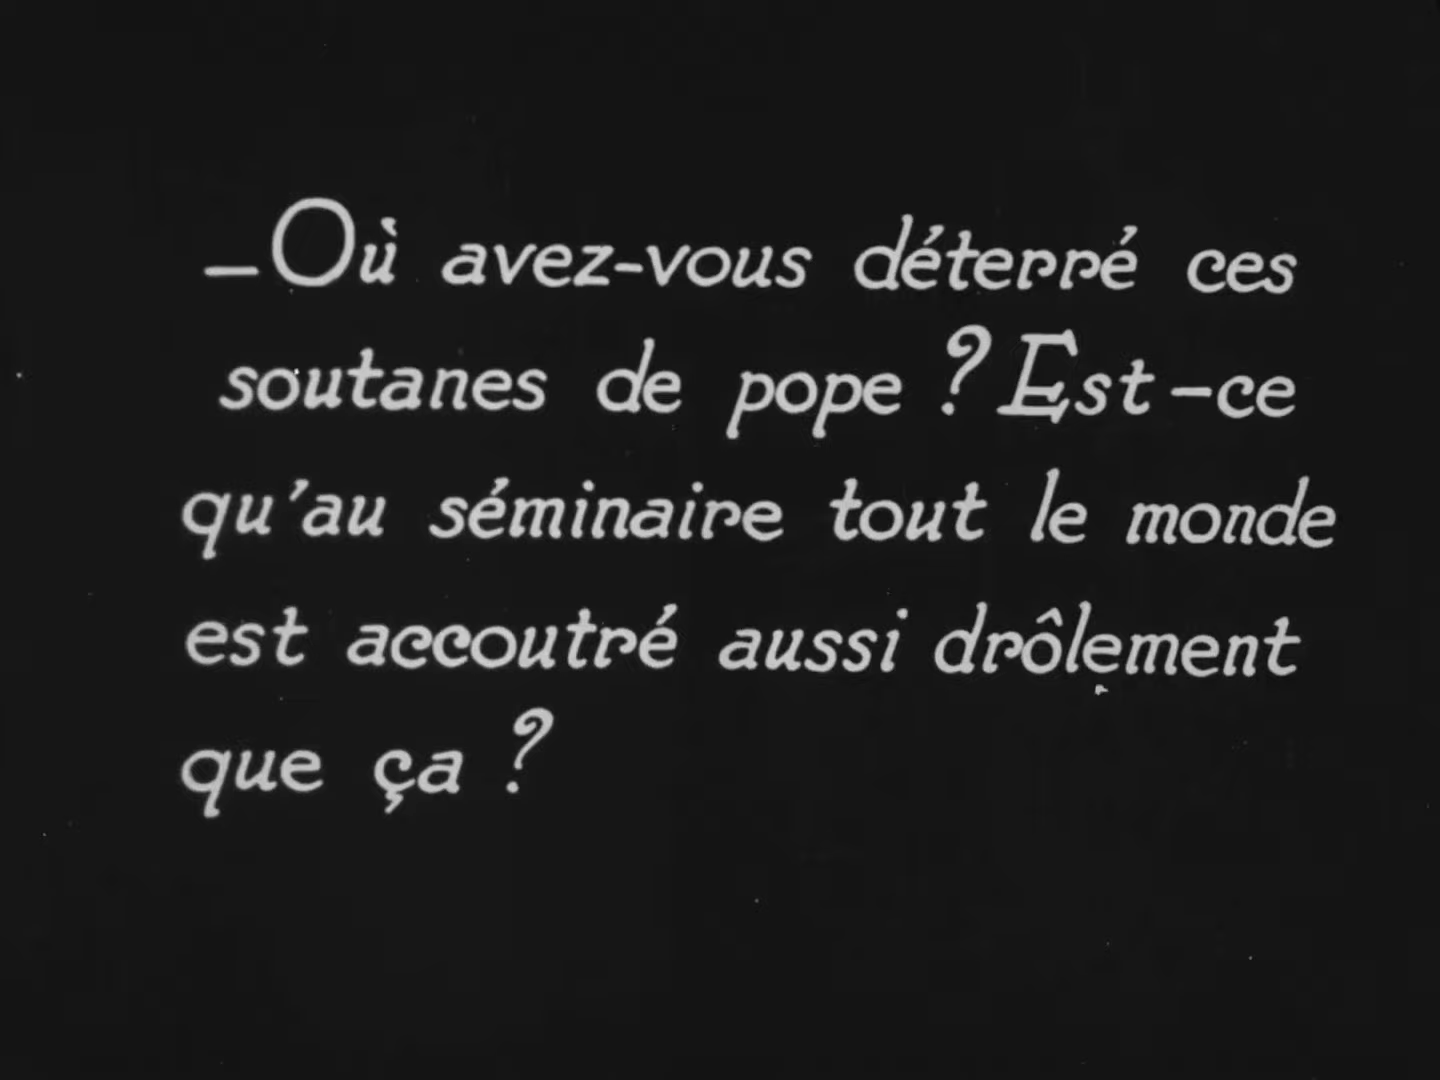 —Où avez-vous déterré ces
soutanes de pope ? Est-ce
qu'au séminaire tout le monde
est accoutré aussi drôlement
que ça ?